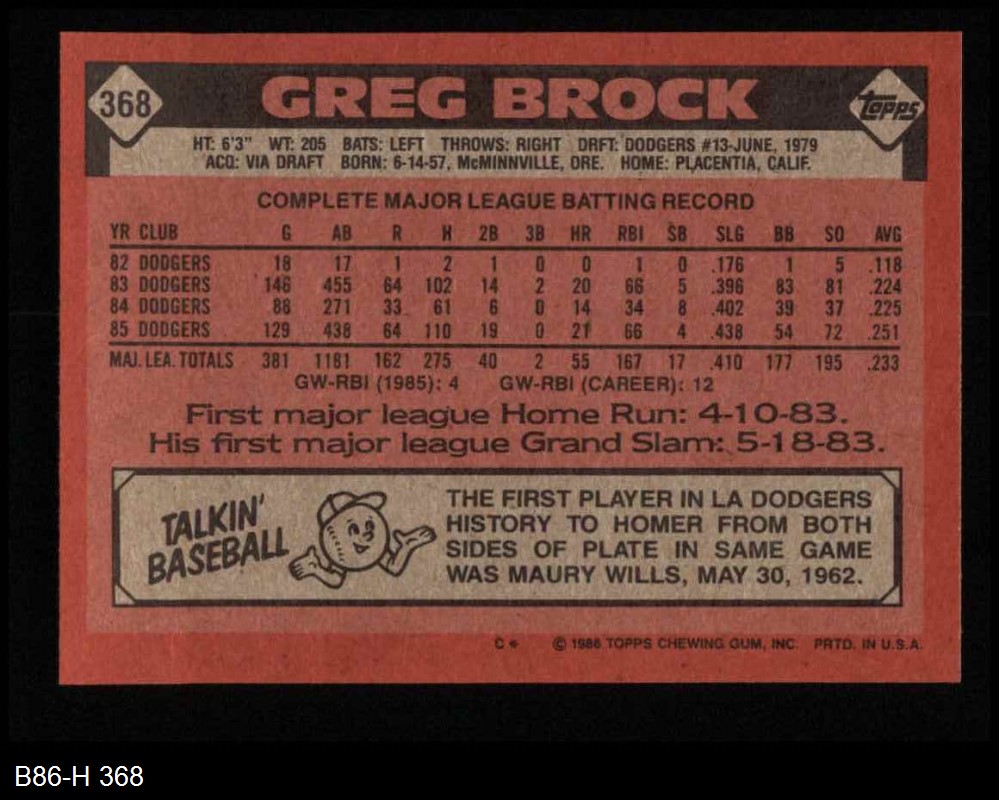 368
GREG BROCK
Topps
HT: 6'3" WT: 205 BATS: LEFT THROWS: RIGHT DRFT: DODGERS #13-JUNE, 1979
ACQ: VIA DRAFT BORN: 6-14-57, McMINNVILLE, ORE. HOME: PLACENTIA, CALIF.
COMPLETE MAJOR LEAGUE BATTING RECORD
YR CLUB G AB R H 2B 3B HR RBI SB SLG BB SO AVG
82 DODGERS 18 17 1 2 1 0 0 1 0 .176 1 5 .118
83 DODGERS 146 455 64 102 14 2 20 66 5 .396 83 81 .224
84 DODGERS 88 271 33 61 6 0 14 34 8 .402 39 37 .225
85 DODGERS 129 438 64 110 19 0 21 66 4 .438 54 72 .251
MAJ. LEA. TOTALS 381 1181 162 275 40 2 55 167 17 .410 177 195 .233
GW-RBI (1985): 4 GW-RBI (CAREER): 12
First major league Home Run: 4-10-83.
His first major league Grand Slam: 5-18-83.
TALKIN'
BASEBALL
THE FIRST PLAYER IN LA DODGERS
HISTORY TO HOMER FROM BOTH
SIDES OF PLATE IN SAME GAME
WAS MAURY WILLS, MAY 30, 1962.
C * © 1986 TOPPS CHEWING GUM, INC. PRTD. IN U.S.A.
B86-H 368